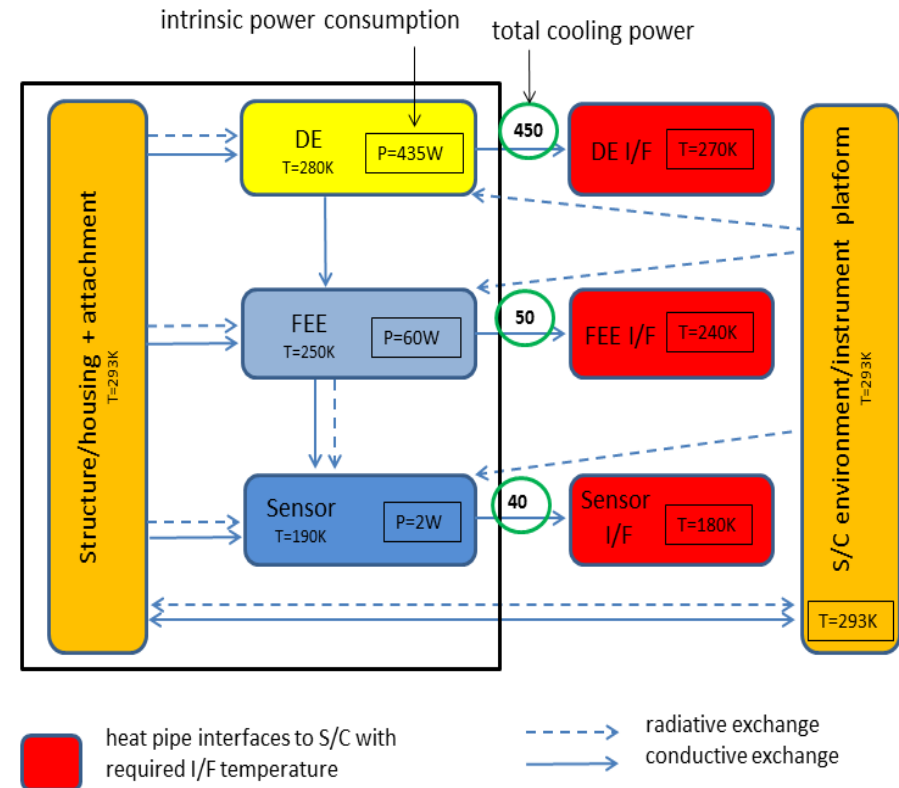 intrinsic power consumption
total cooling power
Structure/housing + attachment
T=293K
DE
T=280K
P=435W
450
DE I/F
T=270K
FEE
T=250K
P=60W
50
FEE I/F
T=240K
Sensor
T=190K
P=2W
40
Sensor
I/F
T=180K
S/C environment/instrument platform
T=293K
T=293K
heat pipe interfaces to S/C with
required I/F temperature
radiative exchange
conductive exchange